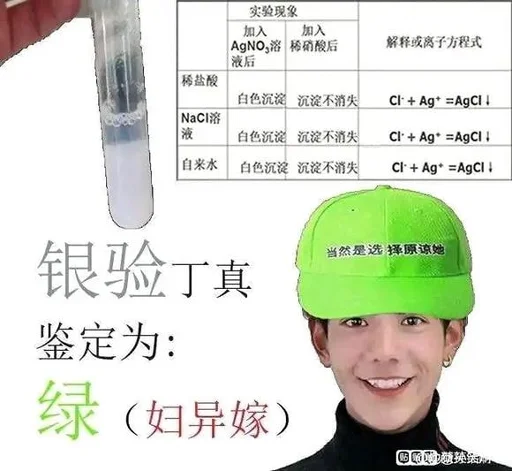 实验现象
加入AgNO3溶液后
加入稀硝酸后
解释或离子方程式
稀盐酸
白色沉淀
沉淀不消失
Cl⁻ + Ag⁺ =AgCl↓
NaCl溶液
白色沉淀
沉淀不消失
Cl⁻ + Ag⁺ =AgCl↓
自来水
白色沉淀
沉淀不消失
Cl⁻ + Ag⁺ =AgCl↓
当然是选择原谅她
银验丁真
鉴定为:
绿（妇异嫁）